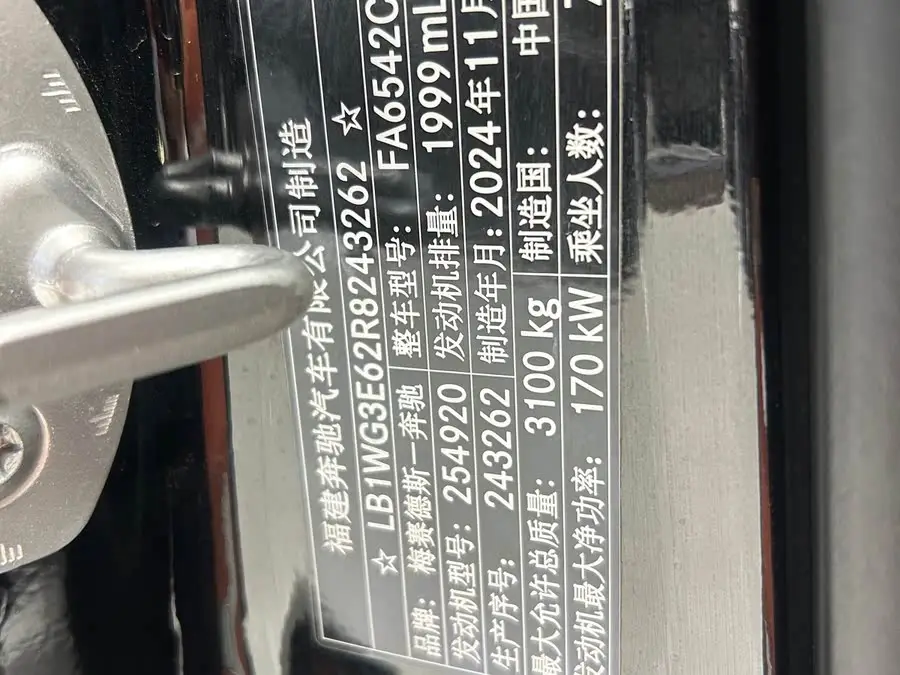 福建奔驰汽车有限公司制造
☆ LB1WG3E62R8243262 ☆
品牌: 梅赛德斯－奔驰 整车型号: FA6542C
发动机型号: 254920 发动机排量: 1999 mL
生产序号: 243262 制造年月: 2024年11月
最大允许总质量: 3100 kg 制造国: 中国
发动机最大净功率: 170 kW 乘坐人数: